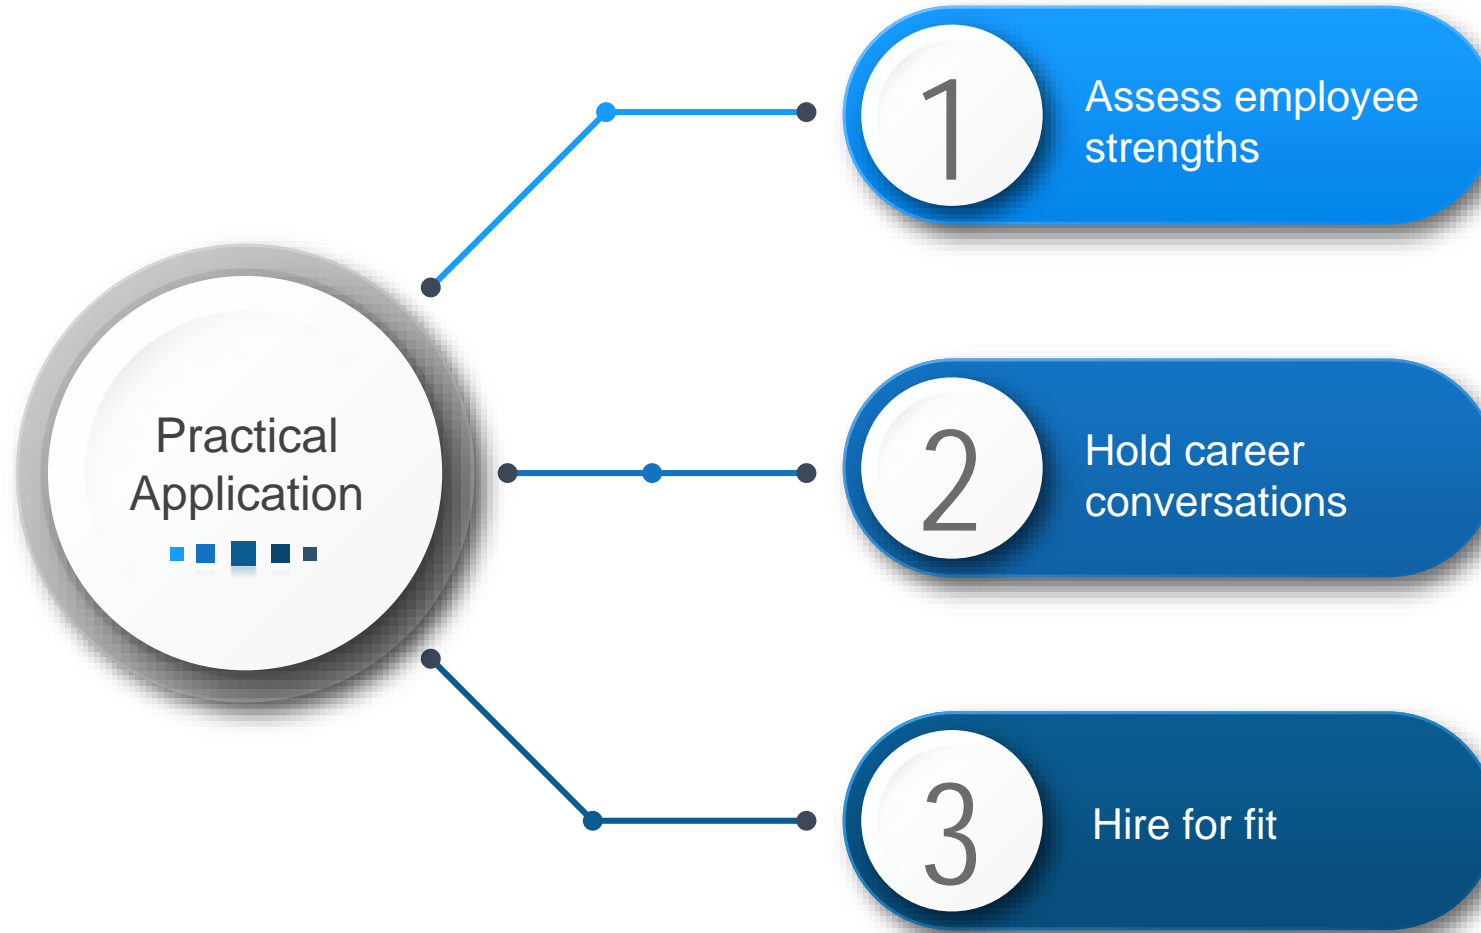 Practical
Application
1
Assess employee
strengths
2
Hold career
conversations
3
Hire for fit